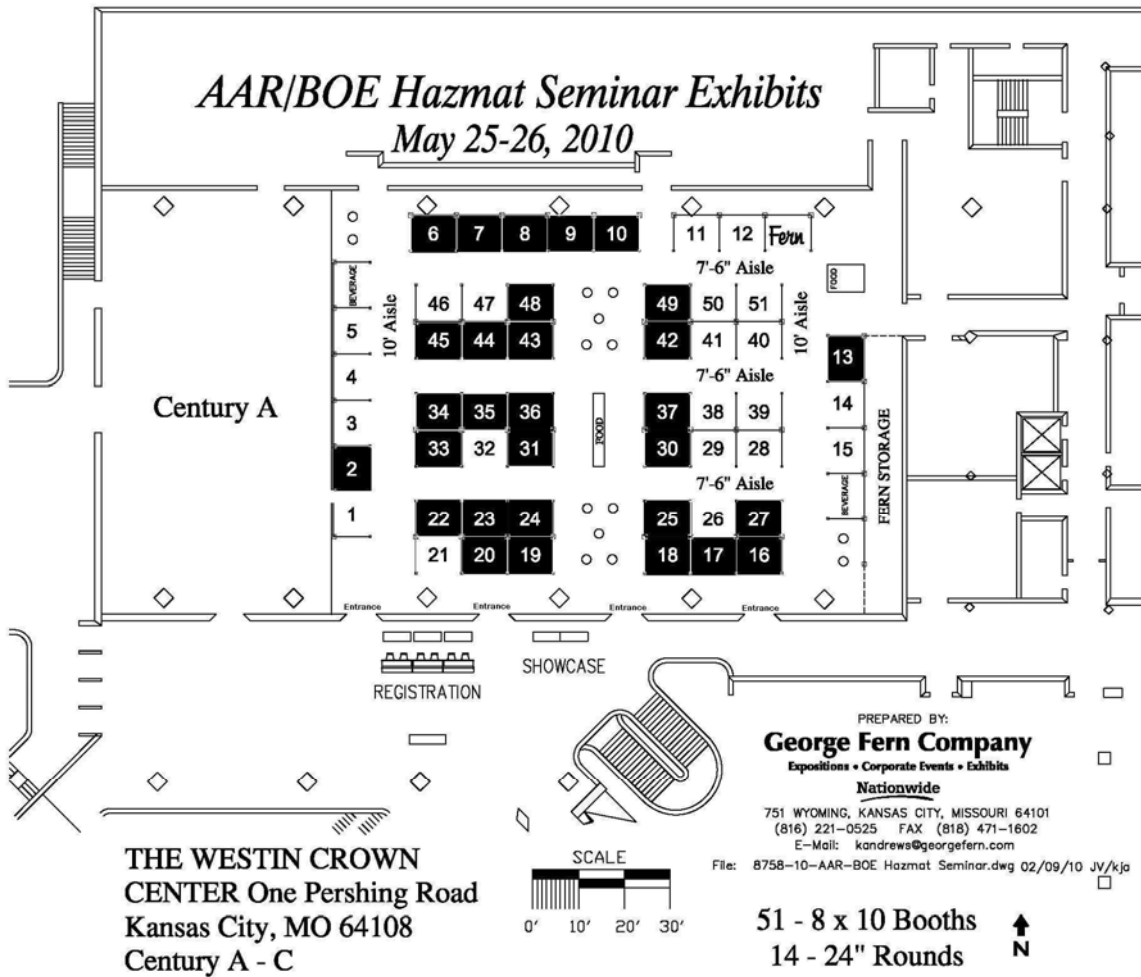 AAR/BOE Hazmat Seminar Exhibits
May 25-26, 2010
6 7 8 9 10 11 12 Fern
7'-6" Aisle
BEVERAGE
FOOD
10' Aisle
10' Aisle
46 47 48 49 50 51
5
45 44 43 42 41 40
13
4
7'-6" Aisle
Century A
3
34 35 36 37 38 39
14
FOOD
33 32 31 30 29 28
15
2
FERN STORAGE
7'-6" Aisle
BEVERAGE
1
22 23 24 25 26 27
21 20 19 18 17 16
Entrance Entrance Entrance Entrance
REGISTRATION
SHOWCASE
PREPARED BY:
George Fern Company
Expositions • Corporate Events • Exhibits
Nationwide
751 WYOMING, KANSAS CITY, MISSOURI 64101
(816) 221-0525 FAX (818) 471-1602
E-Mail: kandrews@georgefern.com
File: 8758-10-AAR-BOE Hazmat Seminar.dwg 02/09/10 JV/kja
THE WESTIN CROWN
CENTER One Pershing Road
Kansas City, MO 64108
Century A - C
SCALE
0' 10' 20' 30'
51 - 8 x 10 Booths
14 - 24" Rounds
N